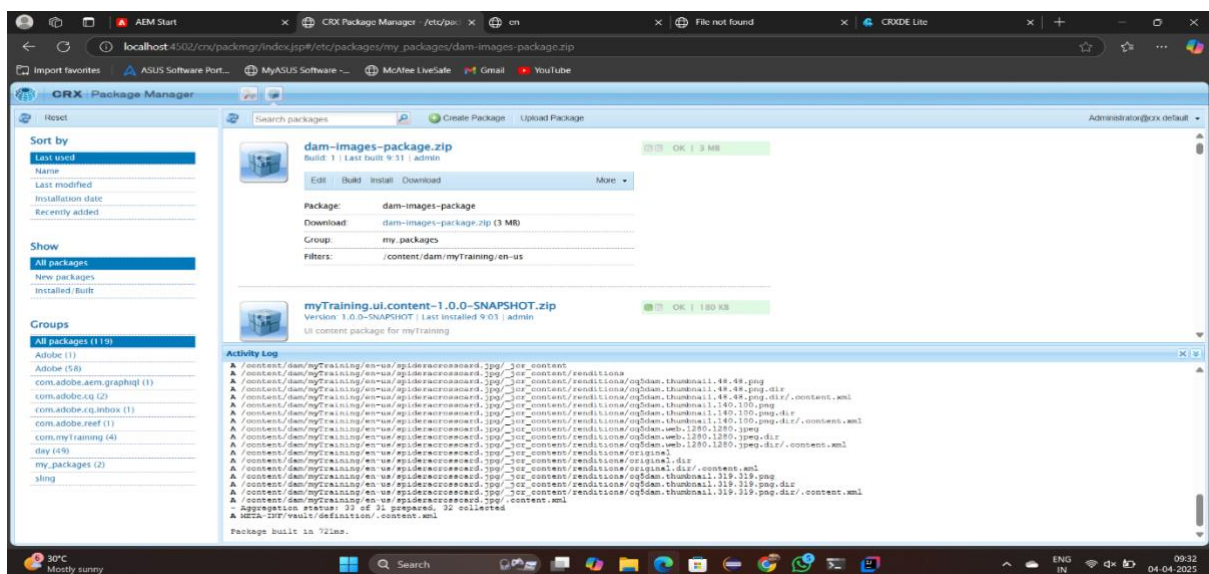 AEM Start
CRX Package Manager - /etc/pac
en
File not found
CRXDE Lite
localhost:4502/crx/packmgr/index.jsp#/etc/packages/my_packages/dam-images-package.zip
Import favorites
ASUS Software Port...
MyASUS Software -...
McAfee LiveSafe
Gmail
YouTube
CRX Package Manager
Reset
Search packages
Create Package
Upload Package
Administrator@crx.default
Sort by
Last used
Name
Last modified
Installation date
Recently added
Show
All packages
New packages
Installed/Built
Groups
All packages (119)
Adobe (1)
Adobe (58)
com.adobe.aem.graphiql (1)
com.adobe.cq (2)
com.adobe.cq.inbox (1)
com.adobe.reef (1)
com.myTraining (4)
day (49)
my_packages (2)
sling
dam-images-package.zip
Build: 1 | Last built 9:31 | admin
OK | 3 MB
Edit Build Install Download More
Package: dam-images-package
Download: dam-images-package.zip (3 MB)
Group: my_packages
Filters: /content/dam/myTraining/en-us
myTraining.ui.content-1.0.0-SNAPSHOT.zip
Version: 1.0.0-SNAPSHOT | Last installed 9:03 | admin
OK | 180 KB
UI content package for myTraining
Activity Log
A /content/dam/myTraining/en-us/spideracrosscard.jpg/_jcr_content
A /content/dam/myTraining/en-us/spideracrosscard.jpg/_jcr_content/renditions
A /content/dam/myTraining/en-us/spideracrosscard.jpg/_jcr_content/renditions/cq5dam.thumbnail.48.48.png
A /content/dam/myTraining/en-us/spideracrosscard.jpg/_jcr_content/renditions/cq5dam.thumbnail.48.48.png.dir
A /content/dam/myTraining/en-us/spideracrosscard.jpg/_jcr_content/renditions/cq5dam.thumbnail.48.48.png.dir/.content.xml
A /content/dam/myTraining/en-us/spideracrosscard.jpg/_jcr_content/renditions/cq5dam.thumbnail.140.100.png
A /content/dam/myTraining/en-us/spideracrosscard.jpg/_jcr_content/renditions/cq5dam.thumbnail.140.100.png.dir
A /content/dam/myTraining/en-us/spideracrosscard.jpg/_jcr_content/renditions/cq5dam.thumbnail.140.100.png.dir/.content.xml
A /content/dam/myTraining/en-us/spideracrosscard.jpg/_jcr_content/renditions/cq5dam.web.1280.1280.jpeg
A /content/dam/myTraining/en-us/spideracrosscard.jpg/_jcr_content/renditions/cq5dam.web.1280.1280.jpeg.dir
A /content/dam/myTraining/en-us/spideracrosscard.jpg/_jcr_content/renditions/cq5dam.web.1280.1280.jpeg.dir/.content.xml
A /content/dam/myTraining/en-us/spideracrosscard.jpg/_jcr_content/renditions/original
A /content/dam/myTraining/en-us/spideracrosscard.jpg/_jcr_content/renditions/original.dir
A /content/dam/myTraining/en-us/spideracrosscard.jpg/_jcr_content/renditions/original.dir/.content.xml
A /content/dam/myTraining/en-us/spideracrosscard.jpg/_jcr_content/renditions/cq5dam.thumbnail.319.319.png
A /content/dam/myTraining/en-us/spideracrosscard.jpg/_jcr_content/renditions/cq5dam.thumbnail.319.319.png.dir
A /content/dam/myTraining/en-us/spideracrosscard.jpg/_jcr_content/renditions/cq5dam.thumbnail.319.319.png.dir/.content.xml
A /content/dam/myTraining/en-us/spideracrosscard.jpg/.content.xml
- Aggregation status: 33 of 31 prepared, 32 collected
A META-INF/vault/definition/.content.xml
Package built in 721ms.
30°C
Mostly sunny
Search
ENG
IN
09:32
04-04-2025